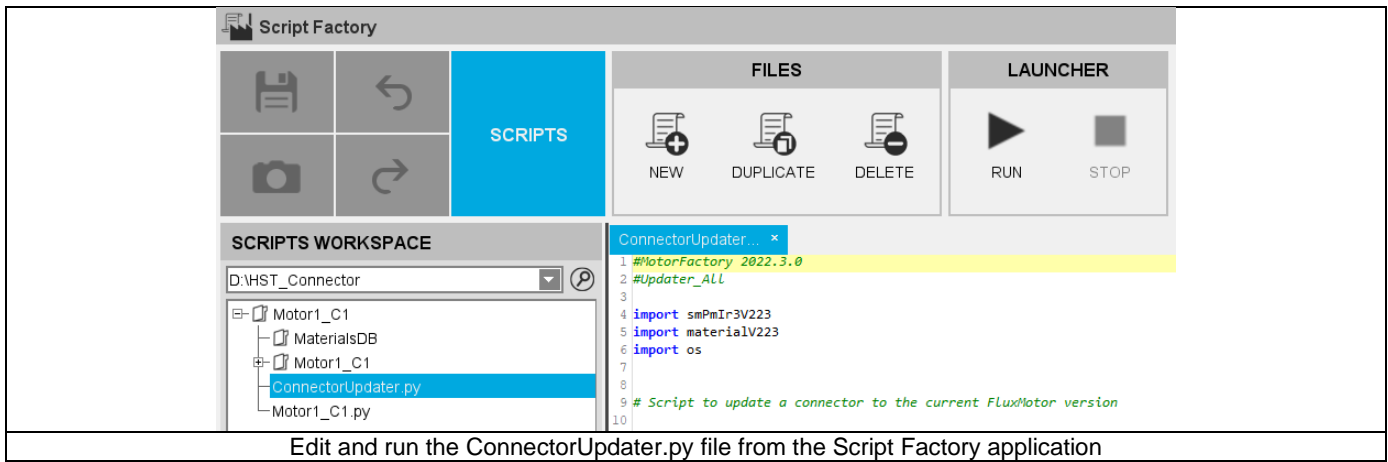 Script Factory
SCRIPTS
FILES
NEW
DUPLICATE
DELETE
LAUNCHER
RUN
STOP
SCRIPTS WORKSPACE
D:\HST_Connector
Motor1_C1
MaterialsDB
Motor1_C1
ConnectorUpdater.py
Motor1_C1.py
ConnectorUpdater... ×
1 #MotorFactory 2022.3.0
2 #Updater_All
3
4 import smPmIr3V223
5 import materialV223
6 import os
7
8
9 # Script to update a connector to the current FluxMotor version
10
Edit and run the ConnectorUpdater.py file from the Script Factory application